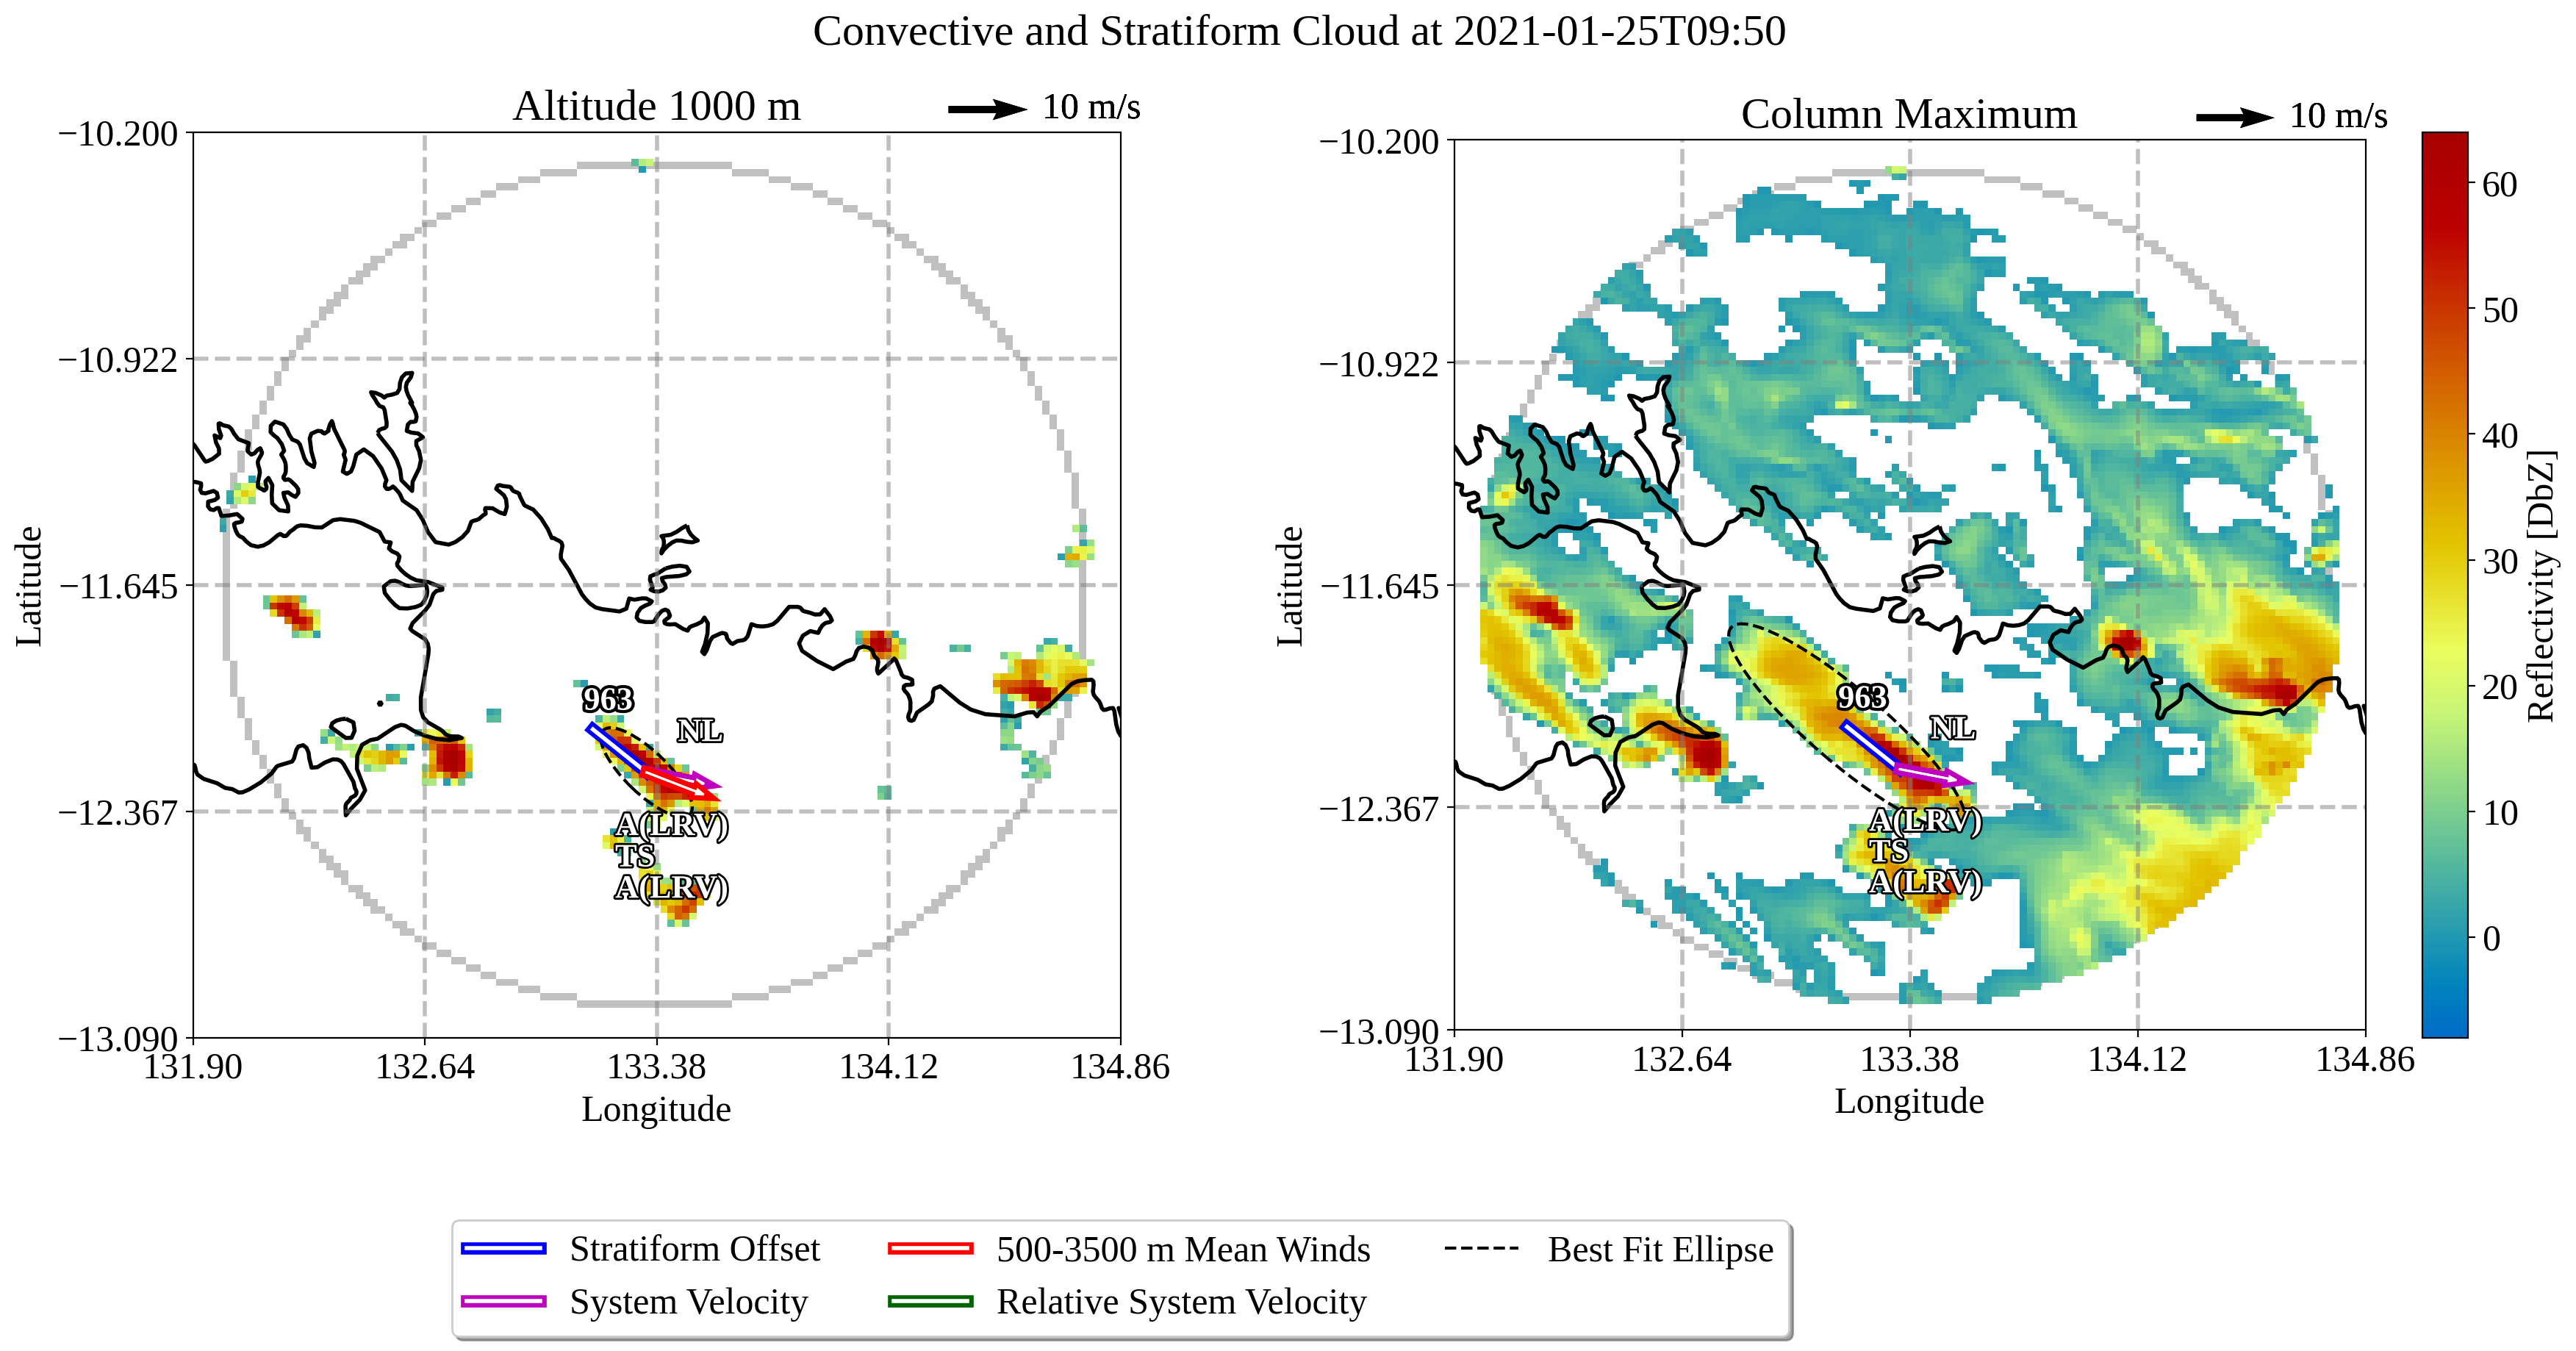 Convective and Stratiform Cloud at 2021-01-25T09:50
Altitude 1000 m
10 m/s
−10.200
−10.922
−11.645
−12.367
−13.090
Latitude
131.90
132.64
133.38
134.12
134.86
Longitude
963
NL
A(LRV)
TS
A(LRV)
Column Maximum
10 m/s
−10.200
−10.922
−11.645
−12.367
−13.090
Latitude
131.90
132.64
133.38
134.12
134.86
Longitude
963
NL
A(LRV)
TS
A(LRV)
60
50
40
30
20
10
0
Reflectivity [DbZ]
Stratiform Offset
System Velocity
500-3500 m Mean Winds
Relative System Velocity
Best Fit Ellipse